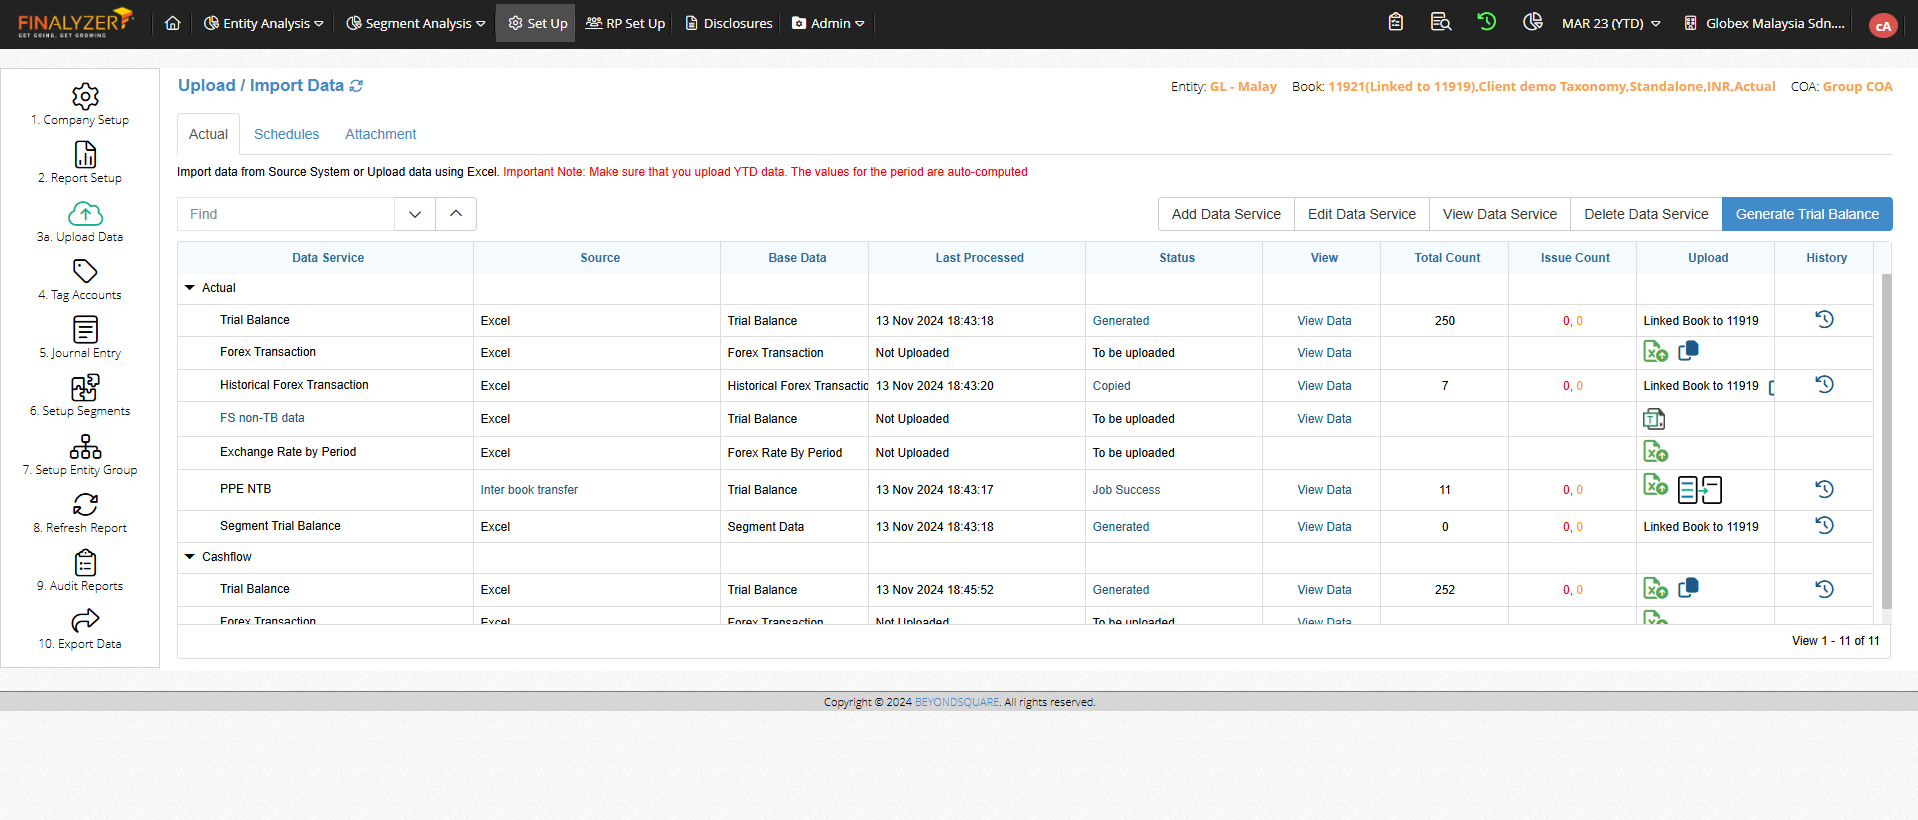 FINALYZER
GET GOING, GET GROWING
Entity Analysis
Segment Analysis
Set Up
RP Set Up
Disclosures
Admin
MAR 23 (YTD)
Globex Malaysia Sdn....
cA
1. Company Setup
2. Report Setup
3a. Upload Data
4. Tag Accounts
5. Journal Entry
6. Setup Segments
7. Setup Entity Group
8. Refresh Report
9. Audit Reports
10. Export Data
Upload / Import Data
Entity: GL - Malay Book: 11921(Linked to 11919),Client demo Taxonomy,Standalone,INR,Actual COA: Group COA
Actual Schedules Attachment
Import data from Source System or Upload data using Excel. Important Note: Make sure that you upload YTD data. The values for the period are auto-computed
Find
Add Data Service Edit Data Service View Data Service Delete Data Service Generate Trial Balance
Data Service Source Base Data Last Processed Status View Total Count Issue Count Upload History
Actual
Trial Balance Excel Trial Balance 13 Nov 2024 18:43:18 Generated View Data 250 0, 0 Linked Book to 11919
Forex Transaction Excel Forex Transaction Not Uploaded To be uploaded View Data
Historical Forex Transaction Excel Historical Forex Transactio 13 Nov 2024 18:43:20 Copied View Data 7 0, 0 Linked Book to 11919
FS non-TB data Excel Trial Balance Not Uploaded To be uploaded View Data
Exchange Rate by Period Excel Forex Rate By Period Not Uploaded To be uploaded
PPE NTB Inter book transfer Trial Balance 13 Nov 2024 18:43:17 Job Success View Data 11 0, 0
Segment Trial Balance Excel Segment Data 13 Nov 2024 18:43:18 Generated View Data 0 0, 0 Linked Book to 11919
Cashflow
Trial Balance Excel Trial Balance 13 Nov 2024 18:45:52 Generated View Data 252 0, 0
Forex Transaction Excel Forex Transaction Not Uploaded To be uploaded View Data
View 1 - 11 of 11
Copyright © 2024 BEYONDSQUARE. All rights reserved.